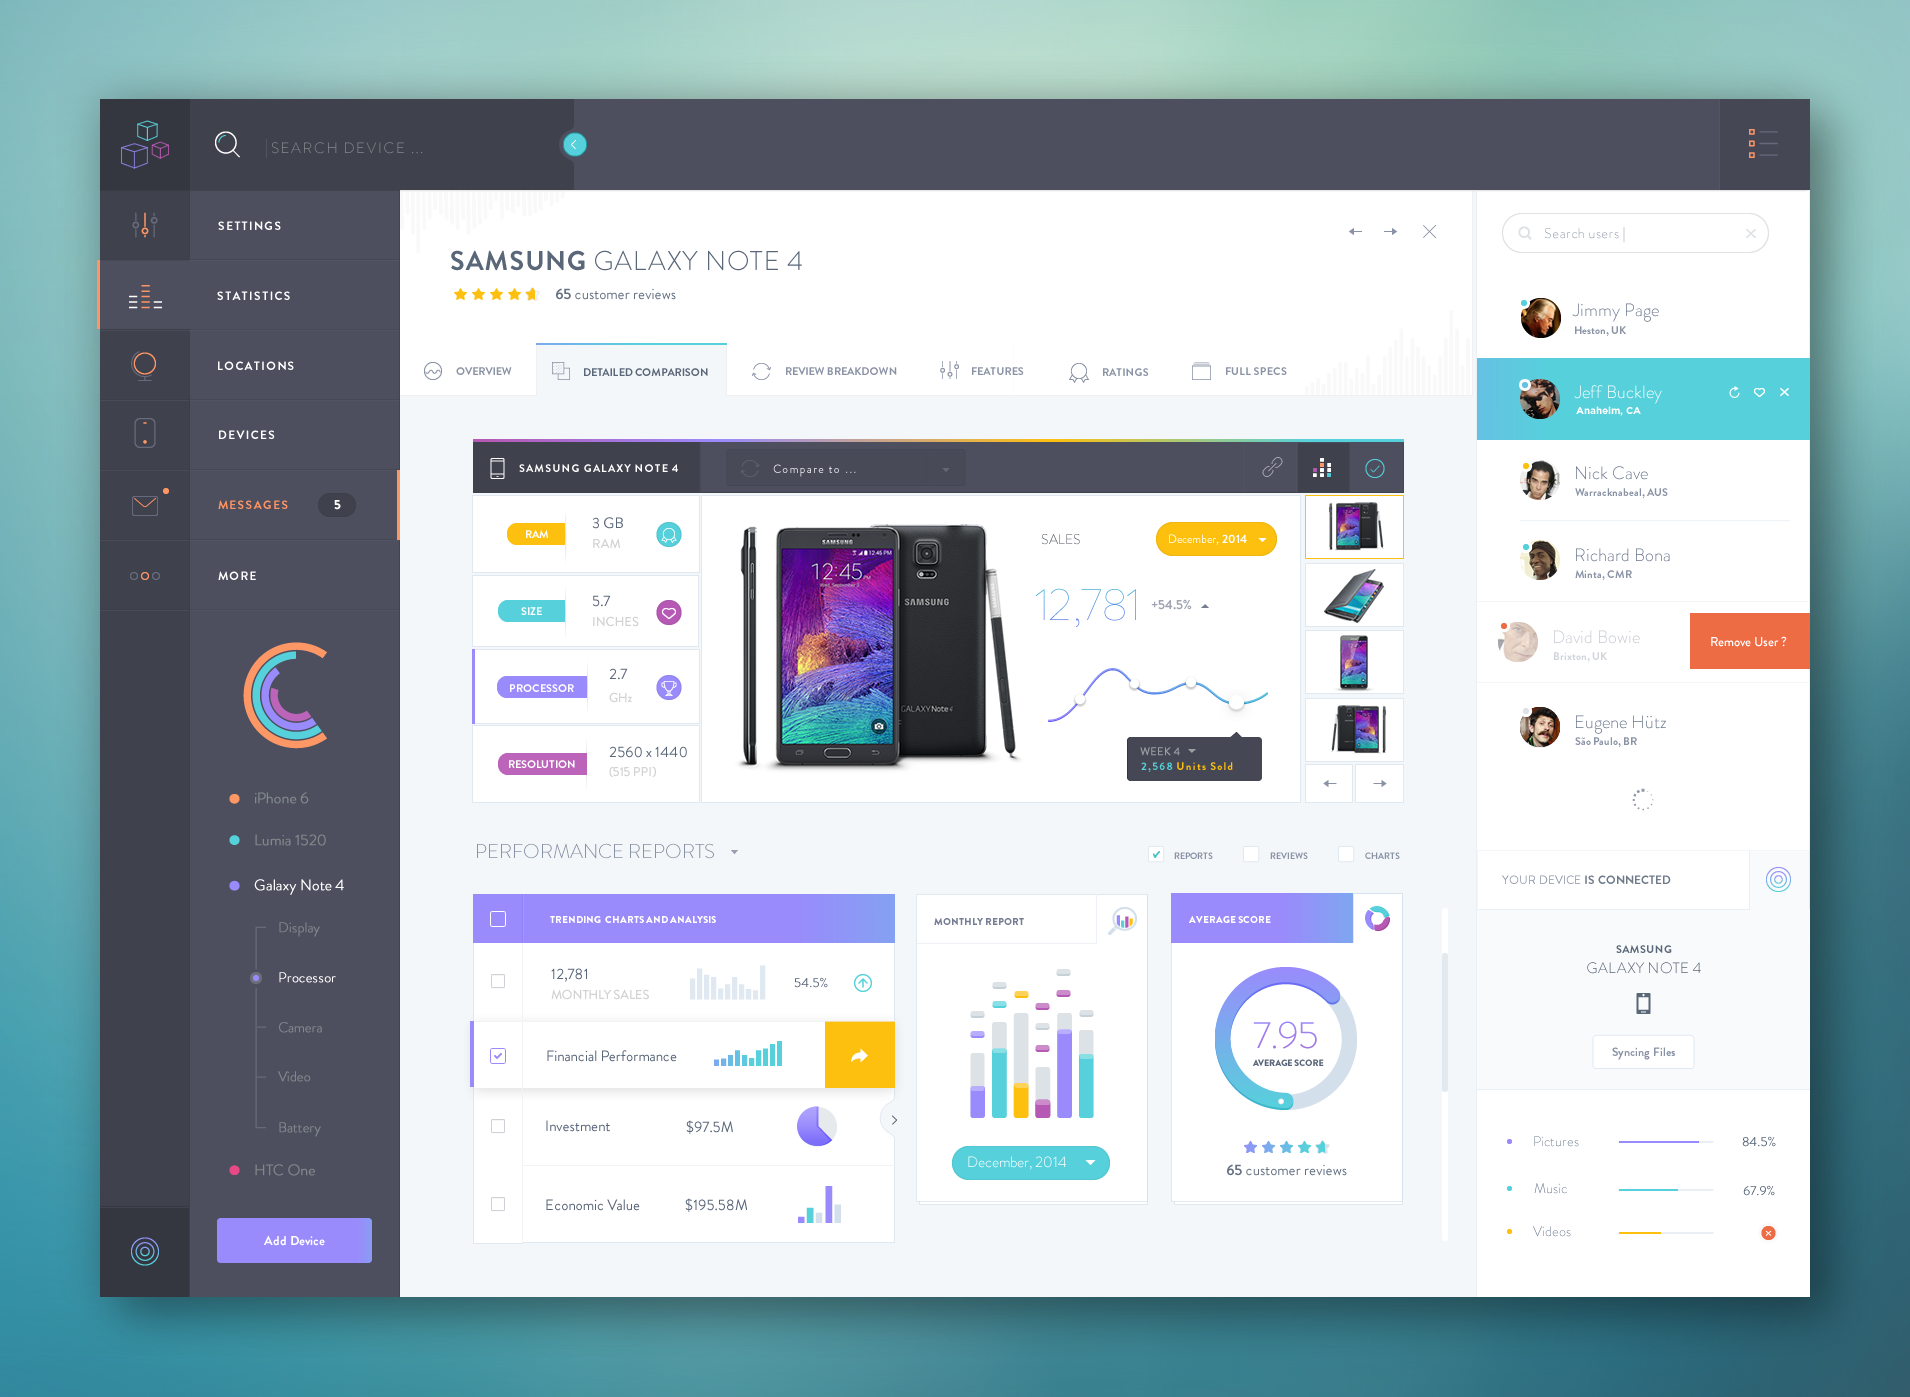 SEARCH DEVICE ...
SETTINGS
STATISTICS
LOCATIONS
DEVICES
MESSAGES 5
MORE
iPhone 6
Lumia 1520
Galaxy Note 4
Display
Processor
Camera
Video
Battery
HTC One
Add Device
SAMSUNG GALAXY NOTE 4
65 customer reviews
OVERVIEW
DETAILED COMPARISON
REVIEW BREAKDOWN
FEATURES
RATINGS
FULL SPECS
SAMSUNG GALAXY NOTE 4
Compare to ...
RAM
3 GB
RAM
SIZE
5.7
INCHES
PROCESSOR
2.7
GHz
RESOLUTION
2560 x 1440
(515 PPI)
SAMSUNG
12:45 PM
12:45 PM
SAMSUNG
GALAXY Note 4
SALES
December, 2014
12,781 +54.5%
WEEK 4
2,568 Units Sold
PERFORMANCE REPORTS
REPORTS
REVIEWS
CHARTS
TRENDING CHARTS AND ANALYSIS
12,781
MONTHLY SALES
54.5%
Financial Performance
Investment $97.5M
Economic Value $195.58M
MONTHLY REPORT
December, 2014
AVERAGE SCORE
7.95
AVERAGE SCORE
65 customer reviews
Search users |
Jimmy Page
Heston, UK
Jeff Buckley
Anaheim, CA
Nick Cave
Warracknabeal, AUS
Richard Bona
Minta, CMR
David Bowie
Brixton, UK
Remove User ?
Eugene Hütz
São Paulo, BR
YOUR DEVICE IS CONNECTED
SAMSUNG
GALAXY NOTE 4
Syncing Files
Pictures 84.5%
Music 67.9%
Videos